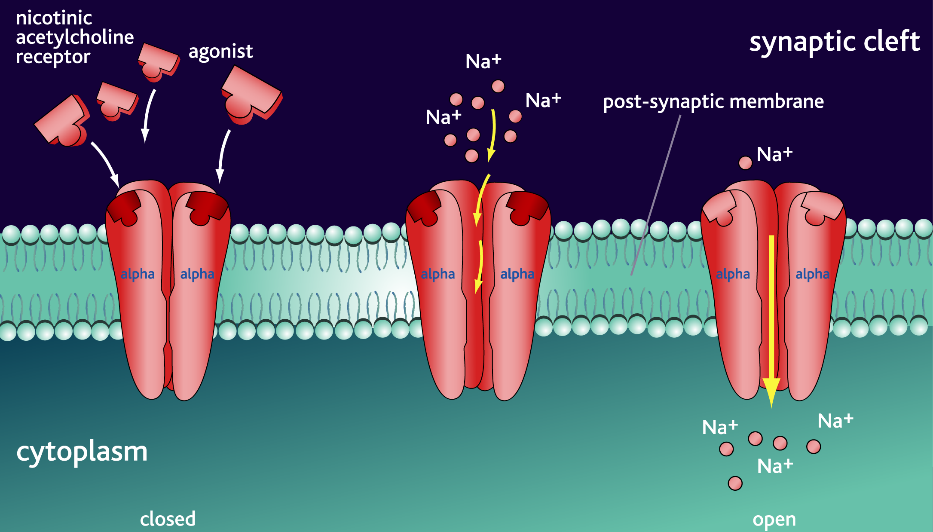 nicotinic
acetylcholine
receptor
agonist
synaptic cleft
Na+
Na+
Na+
post-synaptic membrane
Na+
alpha
alpha
alpha
alpha
alpha
alpha
cytoplasm
Na+
Na+
Na+
closed
open